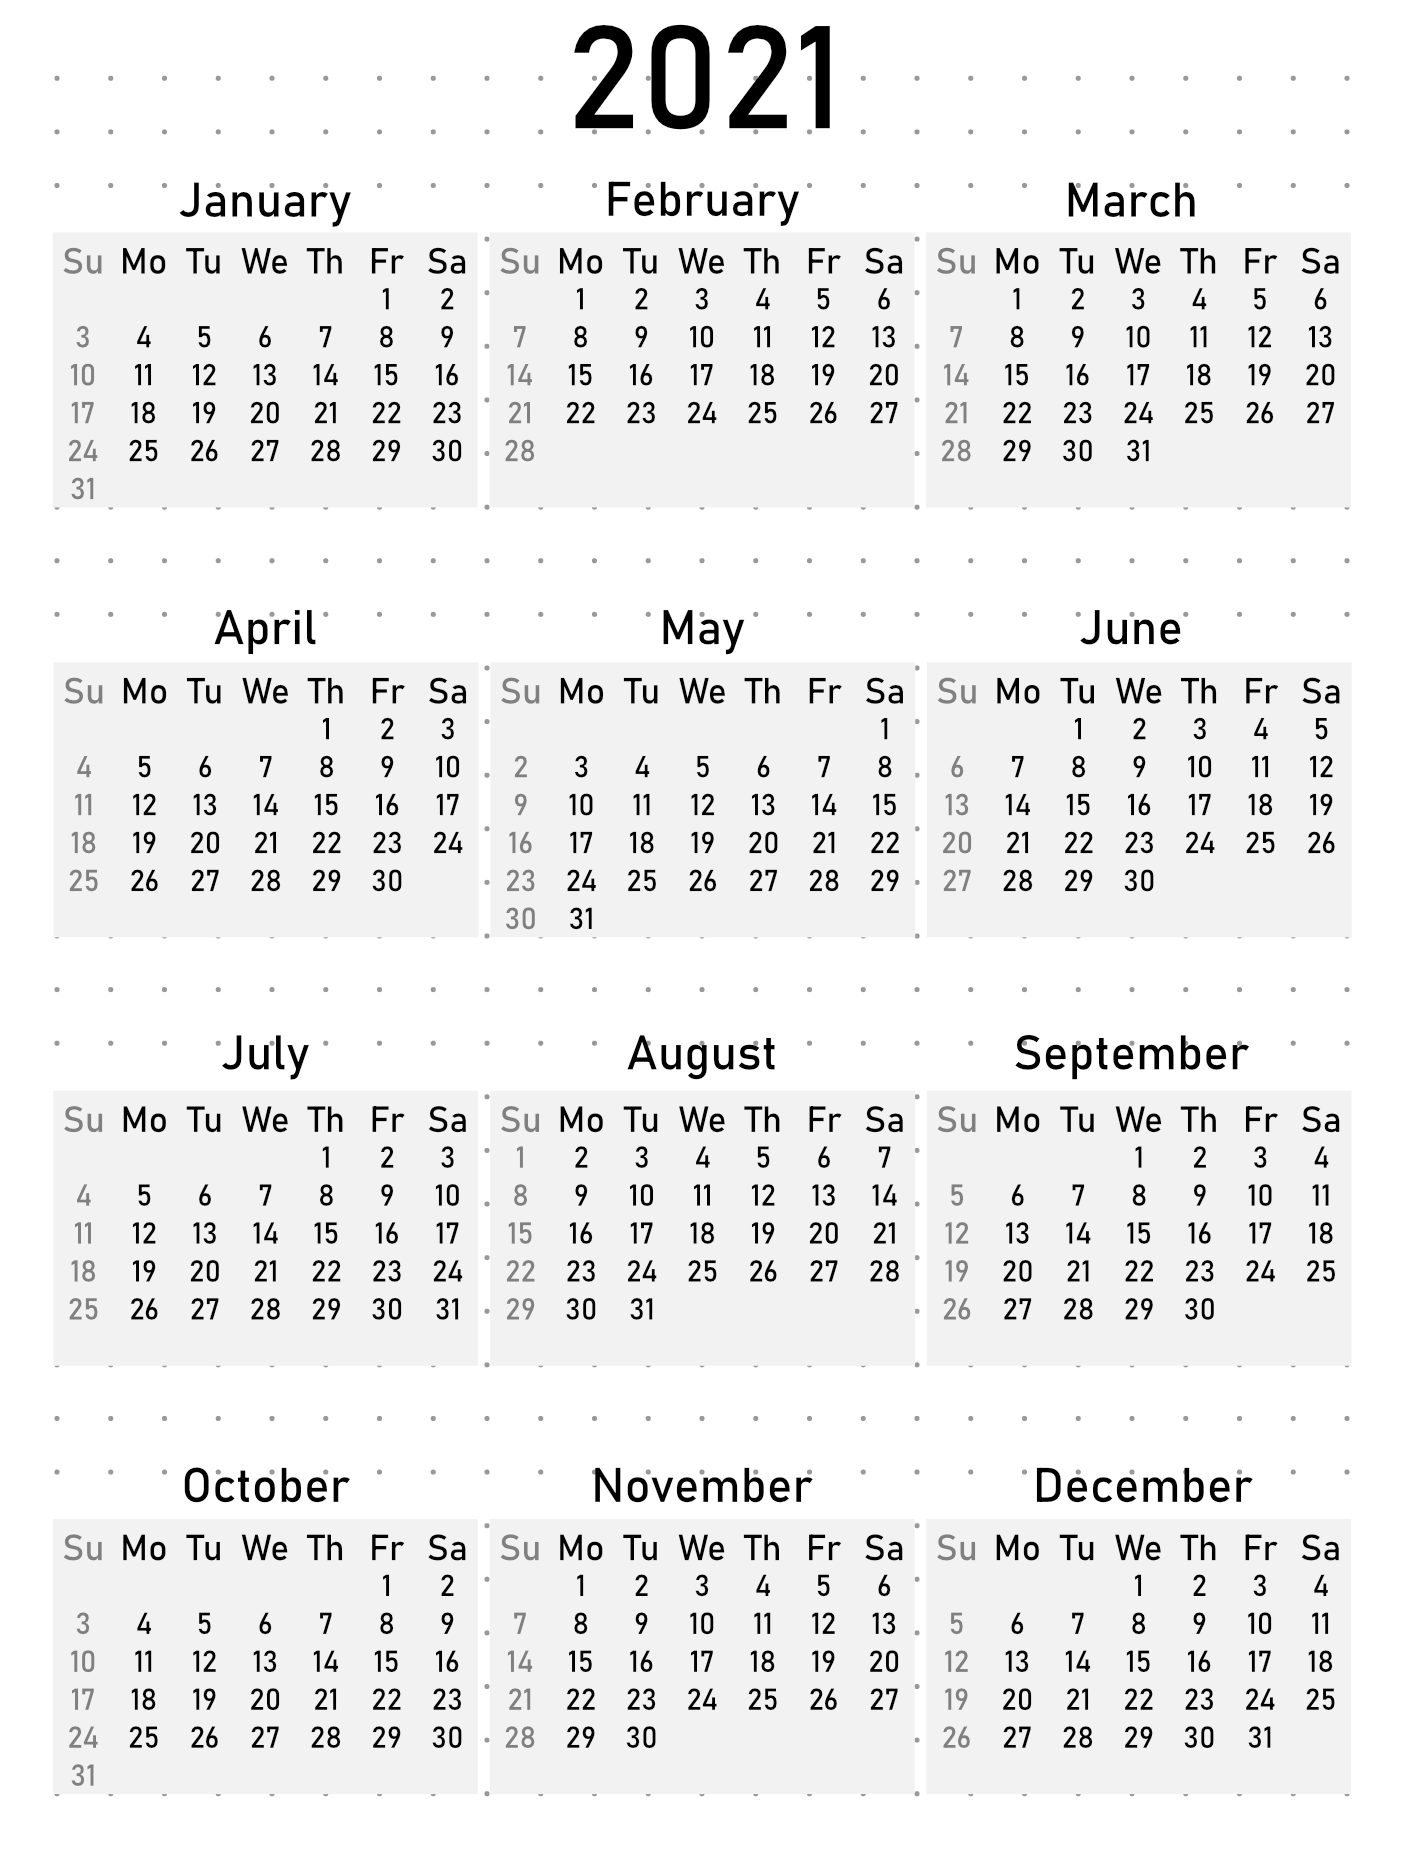 2021
January February March
Su Mo Tu We Th Fr Sa Su Mo Tu We Th Fr Sa Su Mo Tu We Th Fr Sa
1 2 1 2 3 4 5 6 1 2 3 4 5 6
3 4 5 6 7 8 9 7 8 9 10 11 12 13 7 8 9 10 11 12 13
10 11 12 13 14 15 16 14 15 16 17 18 19 20 14 15 16 17 18 19 20
17 18 19 20 21 22 23 21 22 23 24 25 26 27 21 22 23 24 25 26 27
24 25 26 27 28 29 30 28 28 29 30 31
31
April May June
Su Mo Tu We Th Fr Sa Su Mo Tu We Th Fr Sa Su Mo Tu We Th Fr Sa
1 2 3 1 1 2 3 4 5
4 5 6 7 8 9 10 2 3 4 5 6 7 8 6 7 8 9 10 11 12
11 12 13 14 15 16 17 9 10 11 12 13 14 15 13 14 15 16 17 18 19
18 19 20 21 22 23 24 16 17 18 19 20 21 22 20 21 22 23 24 25 26
25 26 27 28 29 30 23 24 25 26 27 28 29 27 28 29 30
30 31
July August September
Su Mo Tu We Th Fr Sa Su Mo Tu We Th Fr Sa Su Mo Tu We Th Fr Sa
1 2 3 1 2 3 4 5 6 7 1 2 3 4
4 5 6 7 8 9 10 8 9 10 11 12 13 14 5 6 7 8 9 10 11
11 12 13 14 15 16 17 15 16 17 18 19 20 21 12 13 14 15 16 17 18
18 19 20 21 22 23 24 22 23 24 25 26 27 28 19 20 21 22 23 24 25
25 26 27 28 29 30 31 29 30 31 26 27 28 29 30
October November December
Su Mo Tu We Th Fr Sa Su Mo Tu We Th Fr Sa Su Mo Tu We Th Fr Sa
1 2 1 2 3 4 5 6 1 2 3 4
3 4 5 6 7 8 9 7 8 9 10 11 12 13 5 6 7 8 9 10 11
10 11 12 13 14 15 16 14 15 16 17 18 19 20 12 13 14 15 16 17 18
17 18 19 20 21 22 23 21 22 23 24 25 26 27 19 20 21 22 23 24 25
24 25 26 27 28 29 30 28 29 30 26 27 28 29 30 31
31